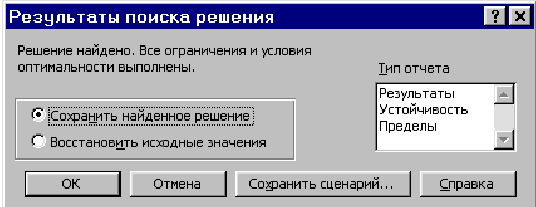 Результаты поиска решения
Решение найдено. Все ограничения и условия
оптимальности выполнены.
Тип отчета
Результаты
Устойчивость
Пределы
Сохранить найденное решение
Восстановить исходные значения
ОК
Отмена
Сохранить сценарий...
Справка